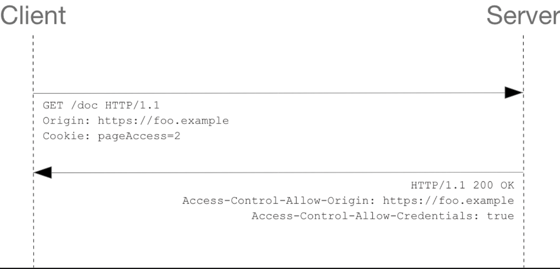 Client
Server
GET /doc HTTP/1.1
Origin: https://foo.example
Cookie: pageAccess=2
HTTP/1.1 200 OK
Access-Control-Allow-Origin: https://foo.example
Access-Control-Allow-Credentials: true